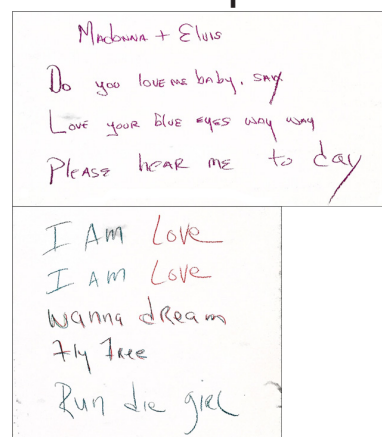 Madonna + Elvis
Do you love me baby. say
Love your blue eyes way way
Please hear me to day
I Am Love
I Am Love
wanna dream
Fly Free
Run die girl